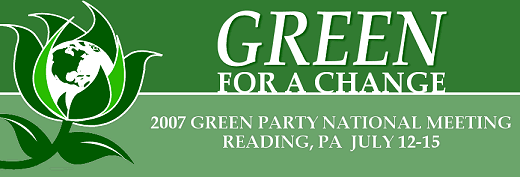 GREEN
FOR A CHANGE
2007 GREEN PARTY NATIONAL MEETING
READING, PA JULY 12-15